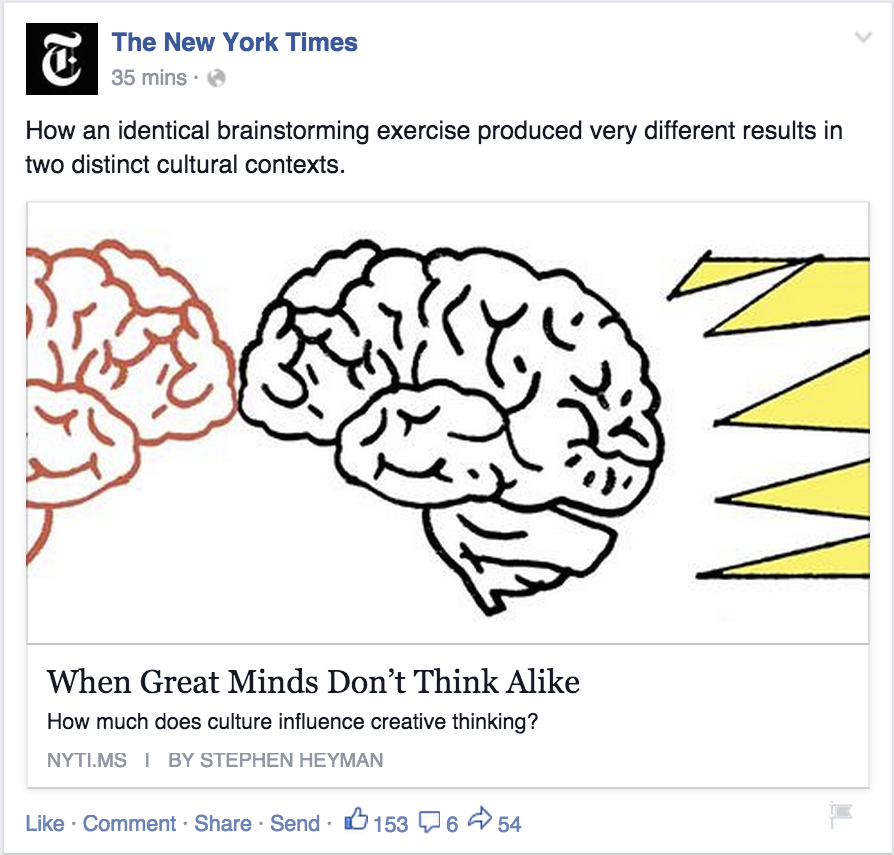 The New York Times
35 mins ·
How an identical brainstorming exercise produced very different results in
two distinct cultural contexts.
When Great Minds Don’t Think Alike
How much does culture influence creative thinking?
NYTI.MS | BY STEPHEN HEYMAN
Like · Comment · Share · Send · 153 6 54